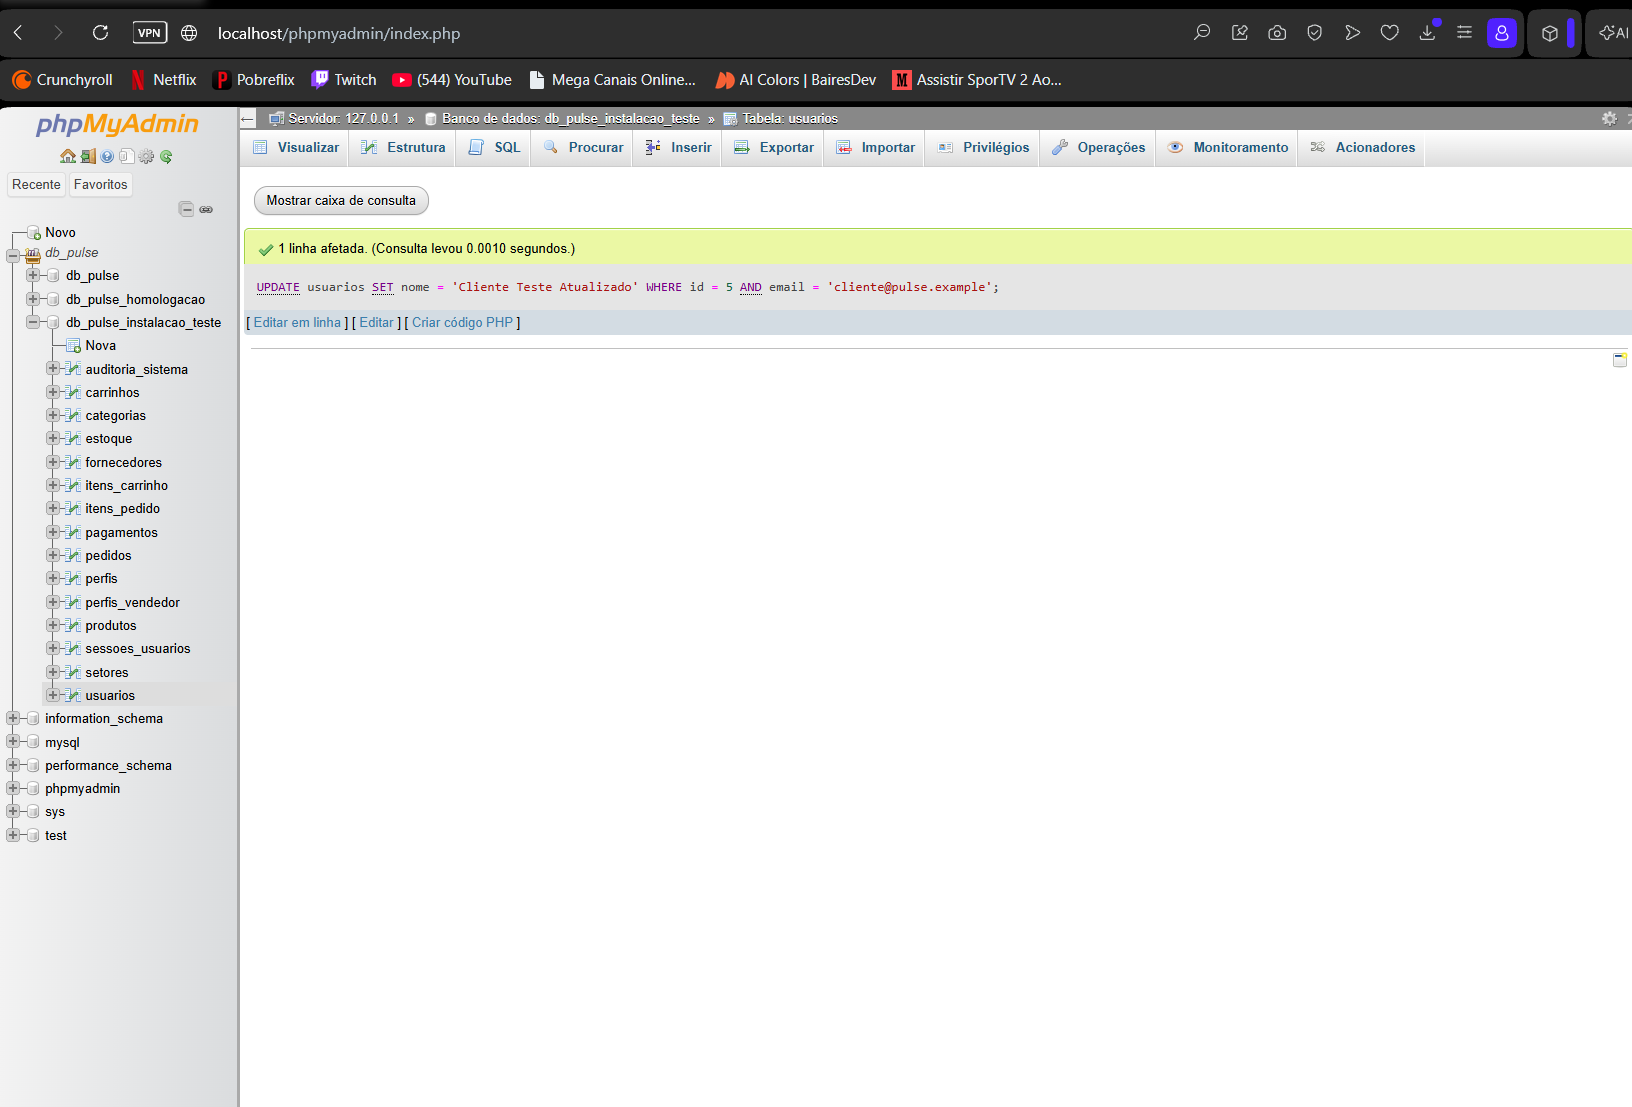 VPN
localhost/phpmyadmin/index.php
AI
Crunchyroll
Netflix
Pobreflix
Twitch
(544) YouTube
Mega Canais Online...
AI Colors | BairesDev
Assistir SporTV 2 Ao...
phpMyAdmin
Recente
Favoritos
Novo
db_pulse
db_pulse
db_pulse_homologacao
db_pulse_instalacao_teste
Nova
auditoria_sistema
carrinhos
categorias
estoque
fornecedores
itens_carrinho
itens_pedido
pagamentos
pedidos
perfis
perfis_vendedor
produtos
sessoes_usuarios
setores
usuarios
information_schema
mysql
performance_schema
phpmyadmin
sys
test
Servidor: 127.0.0.1 » Banco de dados: db_pulse_instalacao_teste » Tabela: usuarios
Visualizar
Estrutura
SQL
Procurar
Inserir
Exportar
Importar
Privilégios
Operações
Monitoramento
Acionadores
Mostrar caixa de consulta
1 linha afetada. (Consulta levou 0.0010 segundos.)
UPDATE usuarios SET nome = 'Cliente Teste Atualizado' WHERE id = 5 AND email = 'cliente@pulse.example';
[ Editar em linha ] [ Editar ] [ Criar código PHP ]